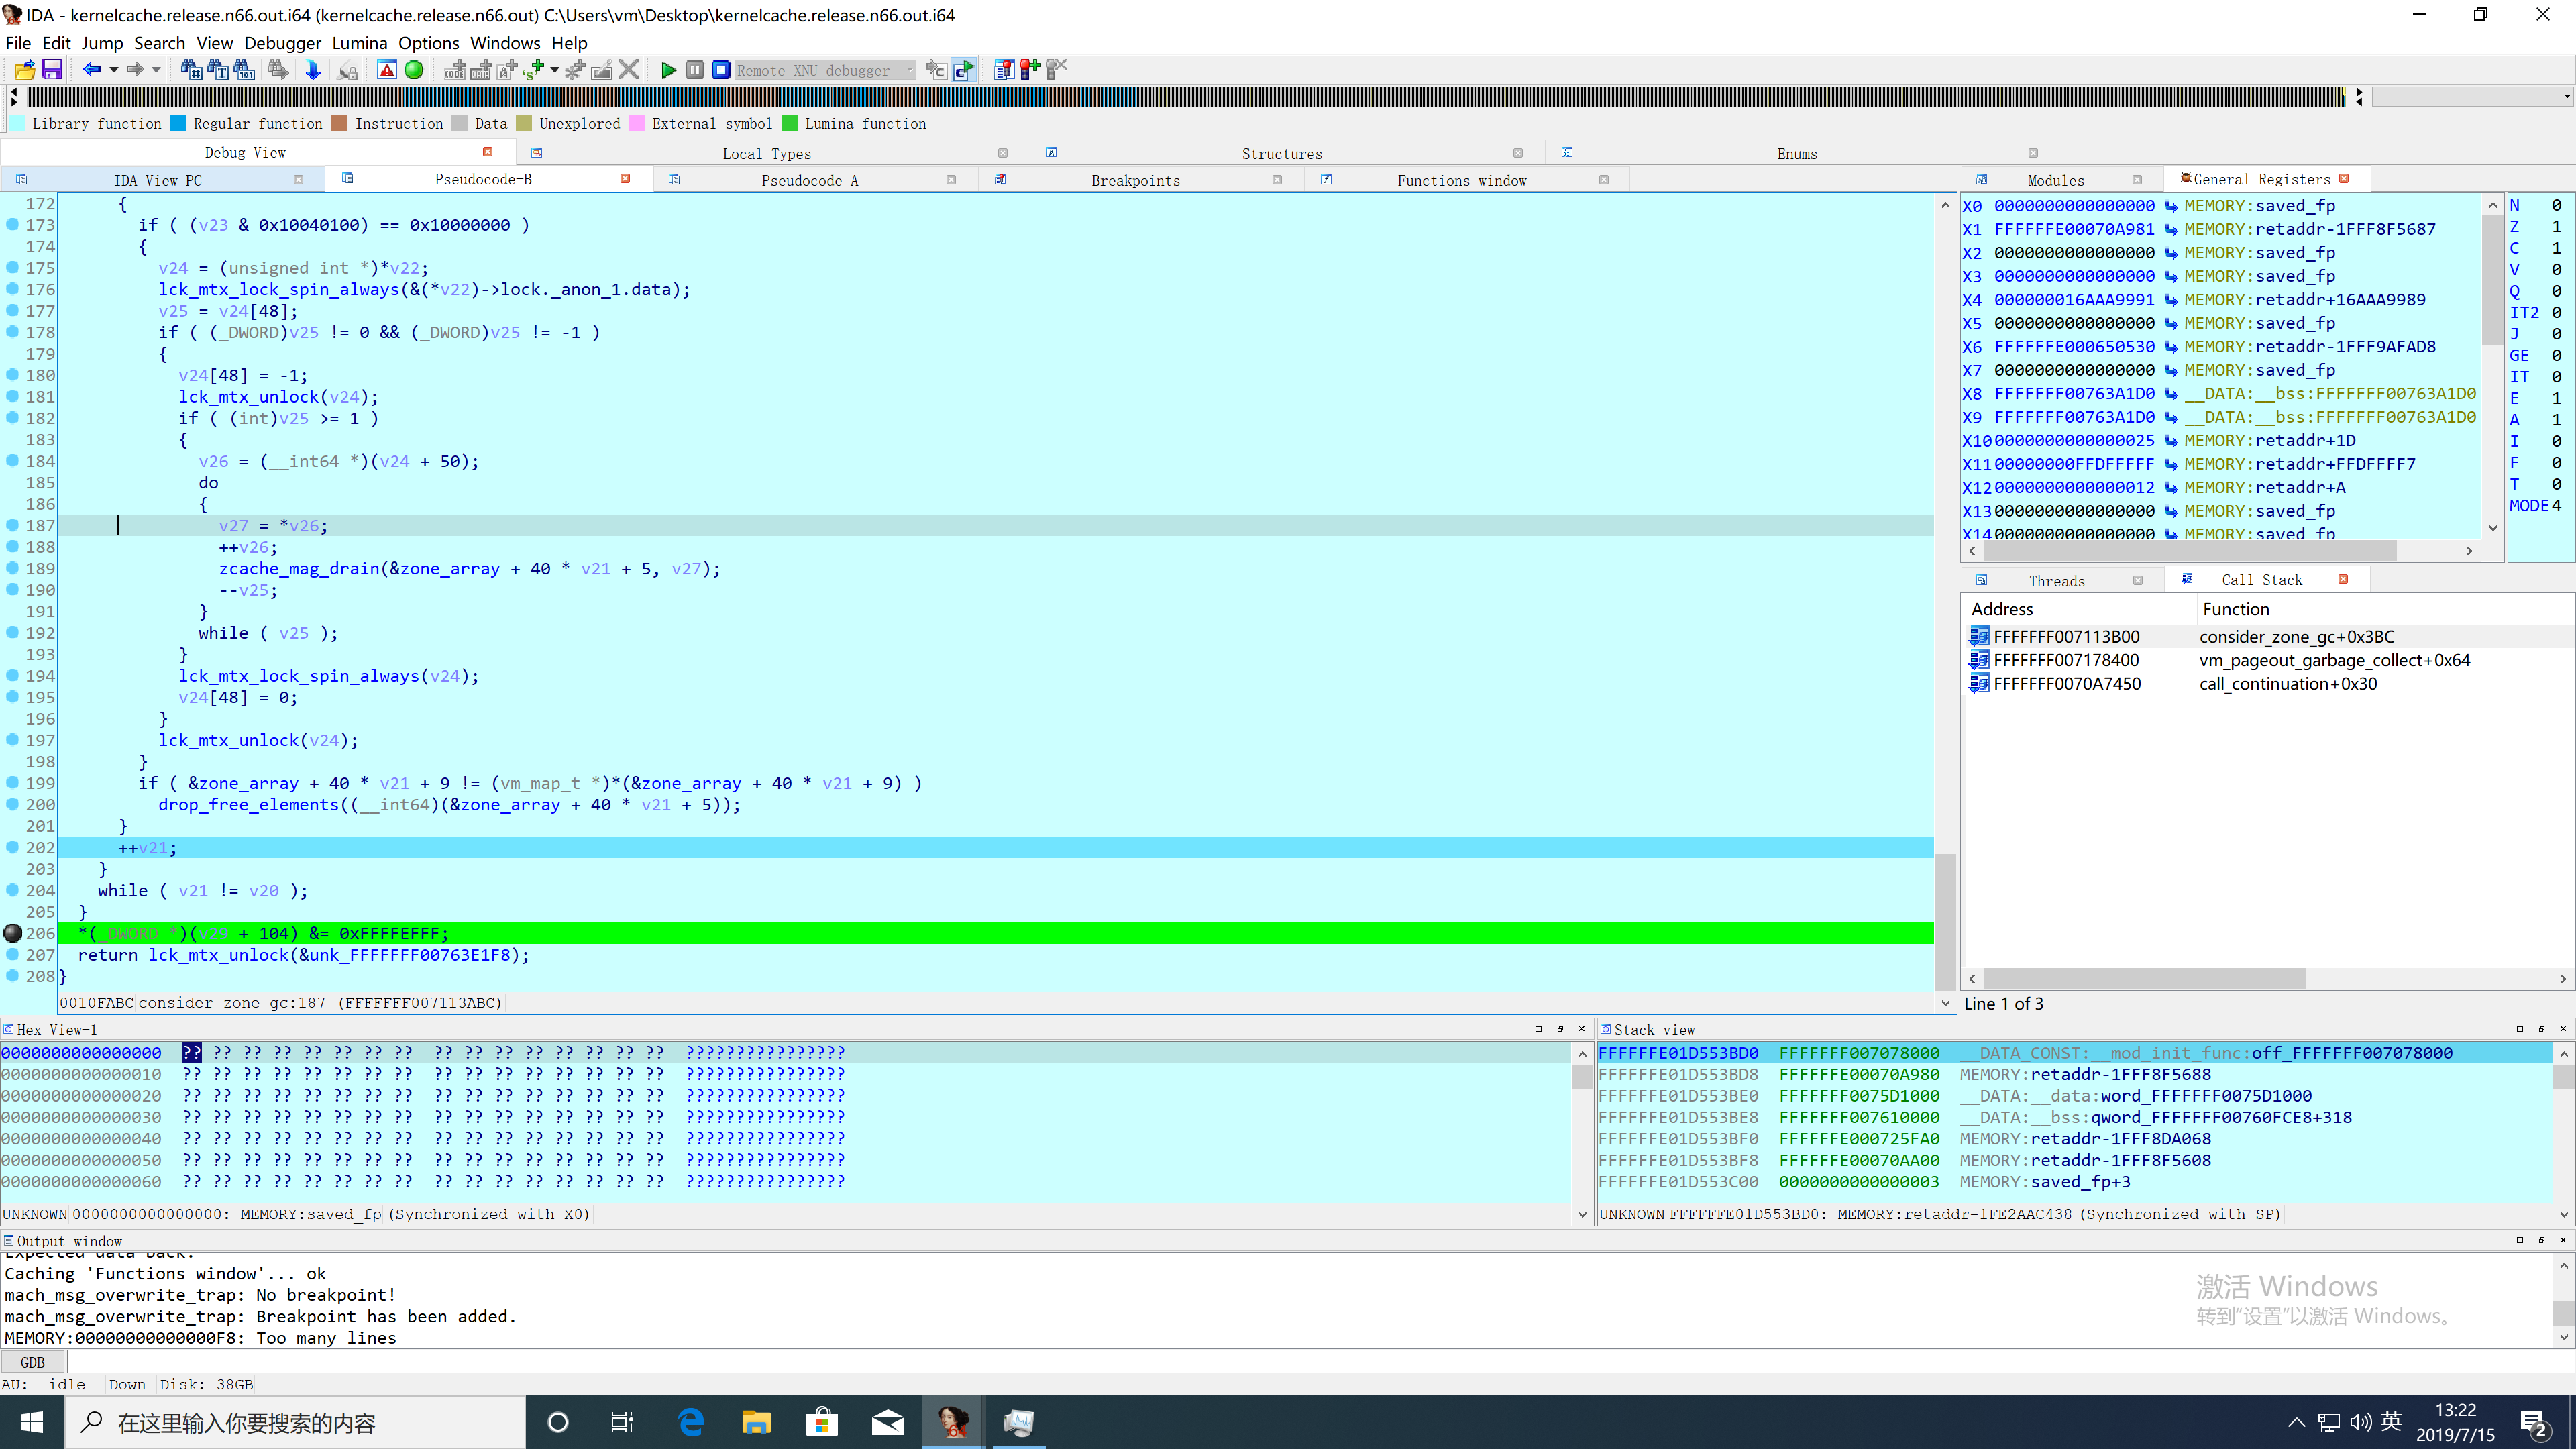 IDA - kernelcache.release.n66.out.i64 (kernelcache.release.n66.out) C:\Users\vm\Desktop\kernelcache.release.n66.out.i64
File Edit Jump Search View Debugger Lumina Options Windows Help
Remote XNU debugger
Library function Regular function Instruction Data Unexplored External symbol Lumina function
Debug View Local Types Structures Enums
IDA View-PC Pseudocode-B Pseudocode-A Breakpoints Functions window
172 {
173 if ( (v23 & 0x10040100) == 0x10000000 )
174 {
175 v24 = (unsigned int *)*v22;
176 lck_mtx_lock_spin_always(&(*v22)->lock._anon_1.data);
177 v25 = v24[48];
178 if ( (_DWORD)v25 != 0 && (_DWORD)v25 != -1 )
179 {
180 v24[48] = -1;
181 lck_mtx_unlock(v24);
182 if ( (int)v25 >= 1 )
183 {
184 v26 = (__int64 *)(v24 + 50);
185 do
186 {
187 v27 = *v26;
188 ++v26;
189 zcache_mag_drain(&zone_array + 40 * v21 + 5, v27);
190 --v25;
191 }
192 while ( v25 );
193 }
194 lck_mtx_lock_spin_always(v24);
195 v24[48] = 0;
196 }
197 lck_mtx_unlock(v24);
198 }
199 if ( &zone_array + 40 * v21 + 9 != (vm_map_t *)*(&zone_array + 40 * v21 + 9) )
200 drop_free_elements((__int64)(&zone_array + 40 * v21 + 5));
201 }
202 ++v21;
203 }
204 while ( v21 != v20 );
205 }
206 *(_DWORD *)(v29 + 104) &= 0xFFFFEFFF;
207 return lck_mtx_unlock(&unk_FFFFFFF00763E1F8);
208 }
0010FABC consider_zone_gc:187 (FFFFFFF007113ABC)
Modules General Registers
X0 0000000000000000 MEMORY:saved_fp
X1 FFFFFFE00070A981 MEMORY:retaddr-1FFF8F5687
X2 0000000000000000 MEMORY:saved_fp
X3 0000000000000000 MEMORY:saved_fp
X4 000000016AAA9991 MEMORY:retaddr+16AAA9989
X5 0000000000000000 MEMORY:saved_fp
X6 FFFFFFE000650530 MEMORY:retaddr-1FFF9AFAD8
X7 0000000000000000 MEMORY:saved_fp
X8 FFFFFFF00763A1D0 __DATA:__bss:FFFFFFF00763A1D0
X9 FFFFFFF00763A1D0 __DATA:__bss:FFFFFFF00763A1D0
X10 0000000000000025 MEMORY:retaddr+1D
X11 00000000FFDFFFFF MEMORY:retaddr+FFDFFFF7
X12 0000000000000012 MEMORY:retaddr+A
X13 0000000000000000 MEMORY:saved_fp
X14 0000000000000000 MEMORY:saved_fp
N 0
Z 1
C 1
V 0
Q 0
IT2 0
J 0
GE 0
IT 0
E 1
A 1
I 0
F 0
T 0
MODE 4
Threads Call Stack
Address Function
FFFFFFF007113B00 consider_zone_gc+0x3BC
FFFFFFF007178400 vm_pageout_garbage_collect+0x64
FFFFFFF0070A7450 call_continuation+0x30
Line 1 of 3
Hex View-1
0000000000000000 ?? ?? ?? ?? ?? ?? ?? ?? ?? ?? ?? ?? ?? ?? ?? ?? ????????????????
0000000000000010 ?? ?? ?? ?? ?? ?? ?? ?? ?? ?? ?? ?? ?? ?? ?? ?? ????????????????
0000000000000020 ?? ?? ?? ?? ?? ?? ?? ?? ?? ?? ?? ?? ?? ?? ?? ?? ????????????????
0000000000000030 ?? ?? ?? ?? ?? ?? ?? ?? ?? ?? ?? ?? ?? ?? ?? ?? ????????????????
0000000000000040 ?? ?? ?? ?? ?? ?? ?? ?? ?? ?? ?? ?? ?? ?? ?? ?? ????????????????
0000000000000050 ?? ?? ?? ?? ?? ?? ?? ?? ?? ?? ?? ?? ?? ?? ?? ?? ????????????????
0000000000000060 ?? ?? ?? ?? ?? ?? ?? ?? ?? ?? ?? ?? ?? ?? ?? ?? ????????????????
UNKNOWN 0000000000000000: MEMORY:saved_fp (Synchronized with X0)
Stack view
FFFFFFE01D553BD0 FFFFFFF007078000 __DATA_CONST:__mod_init_func:off_FFFFFFF007078000
FFFFFFE01D553BD8 FFFFFFE00070A980 MEMORY:retaddr-1FFF8F5688
FFFFFFE01D553BE0 FFFFFFF0075D1000 __DATA:__data:word_FFFFFFF0075D1000
FFFFFFE01D553BE8 FFFFFFF007610000 __DATA:__bss:qword_FFFFFFF00760FCE8+318
FFFFFFE01D553BF0 FFFFFFE000725FA0 MEMORY:retaddr-1FFF8DA068
FFFFFFE01D553BF8 FFFFFFE00070AA00 MEMORY:retaddr-1FFF8F5608
FFFFFFE01D553C00 0000000000000003 MEMORY:saved_fp+3
UNKNOWN FFFFFFE01D553BD0: MEMORY:retaddr-1FE2AAC438 (Synchronized with SP)
Output window
Expected data back.
Caching 'Functions window'... ok
mach_msg_overwrite_trap: No breakpoint!
mach_msg_overwrite_trap: Breakpoint has been added.
MEMORY:00000000000000F8: Too many lines
激活 Windows
转到“设置”以激活 Windows。
GDB
AU: idle Down Disk: 38GB
在这里输入你要搜索的内容
英
13:22
2019/7/15
2